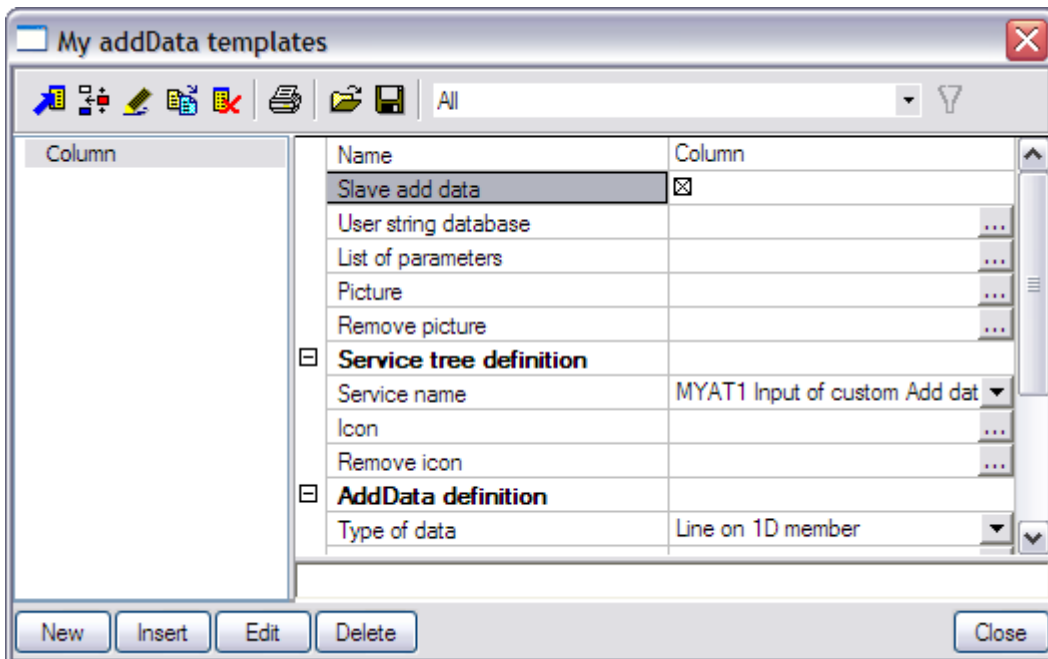 My addData templates
All
Column
Name Column
Slave add data
User string database ...
List of parameters ...
Picture ...
Remove picture ...
Service tree definition
Service name MYAT1 Input of custom Add dat
Icon ...
Remove icon ...
AddData definition
Type of data Line on 1D member
New Insert Edit Delete Close